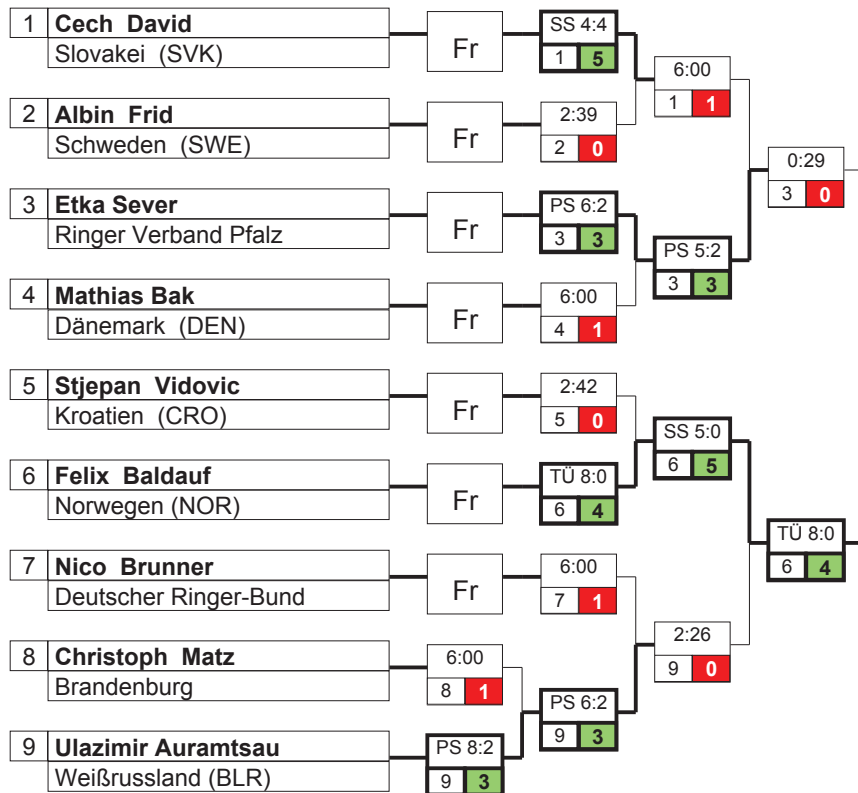 1 Cech David
Slovakei (SVK)
Fr
SS 4:4
1 5
6:00
1 1
2 Albin Frid
Schweden (SWE)
Fr
2:39
2 0
0:29
3 0
3 Etka Sever
Ringer Verband Pfalz
Fr
PS 6:2
3 3
PS 5:2
3 3
4 Mathias Bak
Dänemark (DEN)
Fr
6:00
4 1
5 Stjepan Vidovic
Kroatien (CRO)
Fr
2:42
5 0
SS 5:0
6 5
6 Felix Baldauf
Norwegen (NOR)
Fr
TÜ 8:0
6 4
TÜ 8:0
6 4
7 Nico Brunner
Deutscher Ringer-Bund
Fr
6:00
7 1
2:26
9 0
8 Christoph Matz
Brandenburg
6:00
8 1
PS 6:2
9 3
9 Ulazimir Auramtsau
Weißrussland (BLR)
PS 8:2
9 3